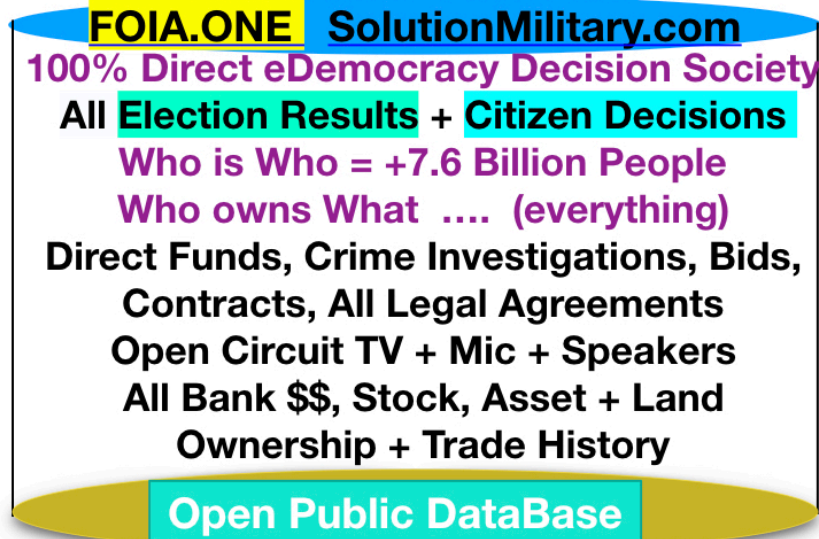 FOIA.ONE SolutionMilitary.com
100% Direct eDemocracy Decision Society
All Election Results + Citizen Decisions
Who is Who = +7.6 Billion People
Who owns What .... (everything)
Direct Funds, Crime Investigations, Bids,
Contracts, All Legal Agreements
Open Circuit TV + Mic + Speakers
All Bank $$, Stock, Asset + Land
Ownership + Trade History
Open Public DataBase